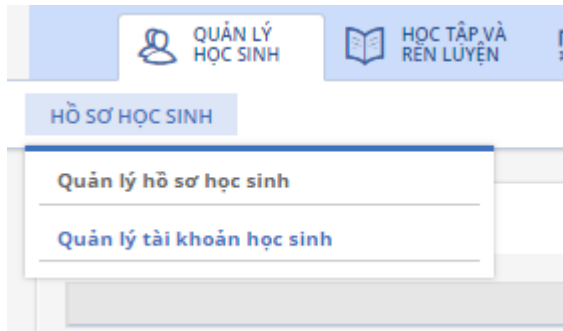 QUẢN LÝ
HỌC SINH
HỌC TẬP VÀ
RÈN LUYỆN
HỒ SƠ HỌC SINH
Quản lý hồ sơ học sinh
Quản lý tài khoản học sinh